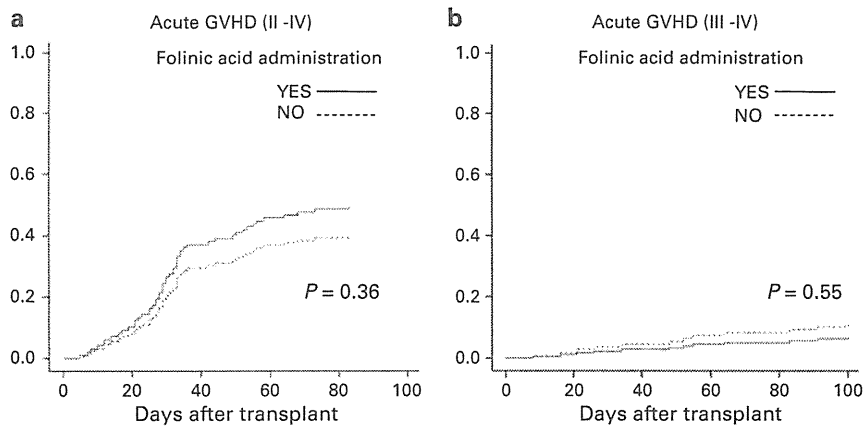 a
Acute GVHD (II -IV)
Folinic acid administration
YES
NO
1.0
0.8
0.6
0.4
0.2
0.0
P = 0.36
0 20 40 60 80 100
Days after transplant
b
Acute GVHD (III -IV)
Folinic acid administration
YES
NO
1.0
0.8
0.6
0.4
0.2
0.0
P = 0.55
0 20 40 60 80 100
Days after transplant